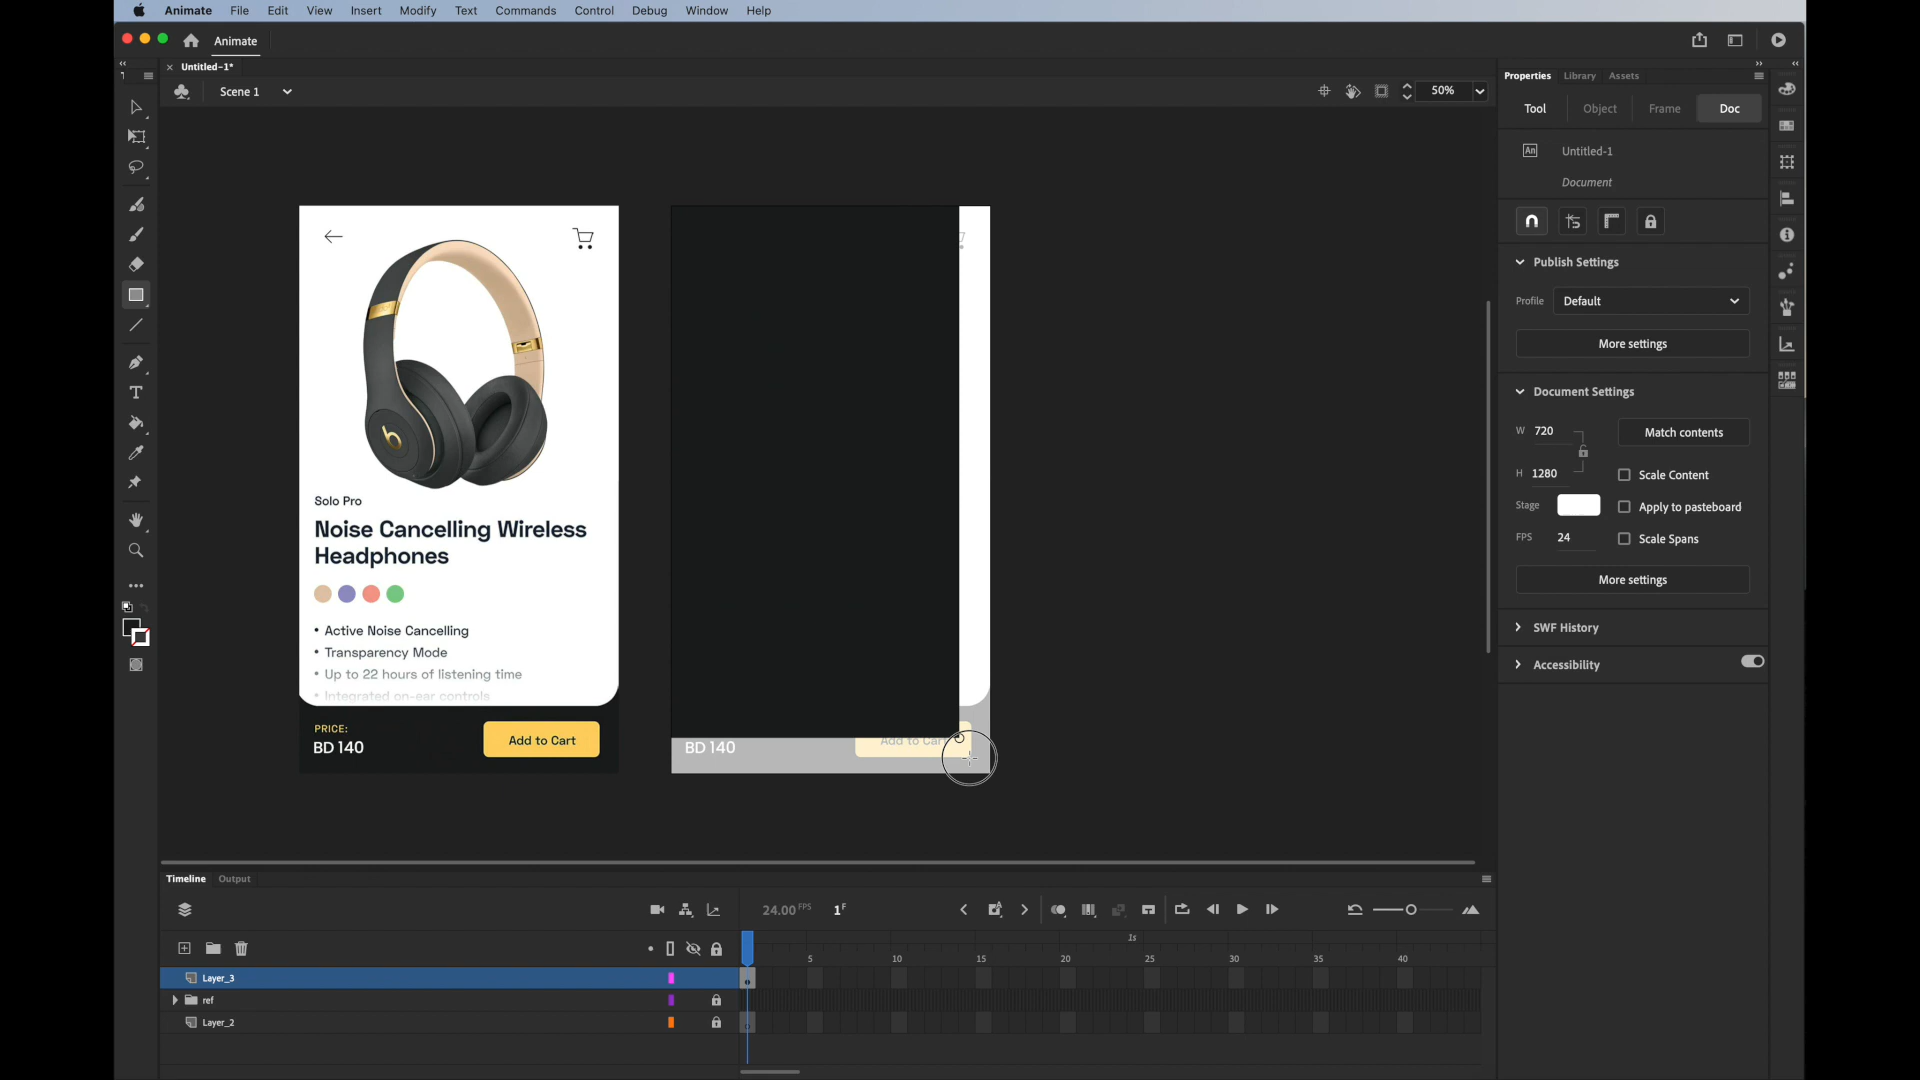 Animate File Edit View Insert Modify Text Commands Control Debug Window Help
Animate
Untitled-1*
Scene 1
50%
Properties Library Assets
Tool Object Frame Doc
An Untitled-1
Document
Publish Settings
Profile Default
More settings
Document Settings
W 720 Match contents
H 1280 Scale Content
Stage Apply to pasteboard
FPS 24 Scale Spans
More settings
SWF History
Accessibility
Solo Pro
Noise Cancelling Wireless
Headphones
• Active Noise Cancelling
• Transparency Mode
• Up to 22 hours of listening time
• Integrated on-ear controls
PRICE:
BD 140
Add to Cart
BD 140
Add to Cart
Timeline Output
24.00 FPS 1 F
1s
5 10 15 20 25 30 35 40
Layer_3
ref
Layer_2